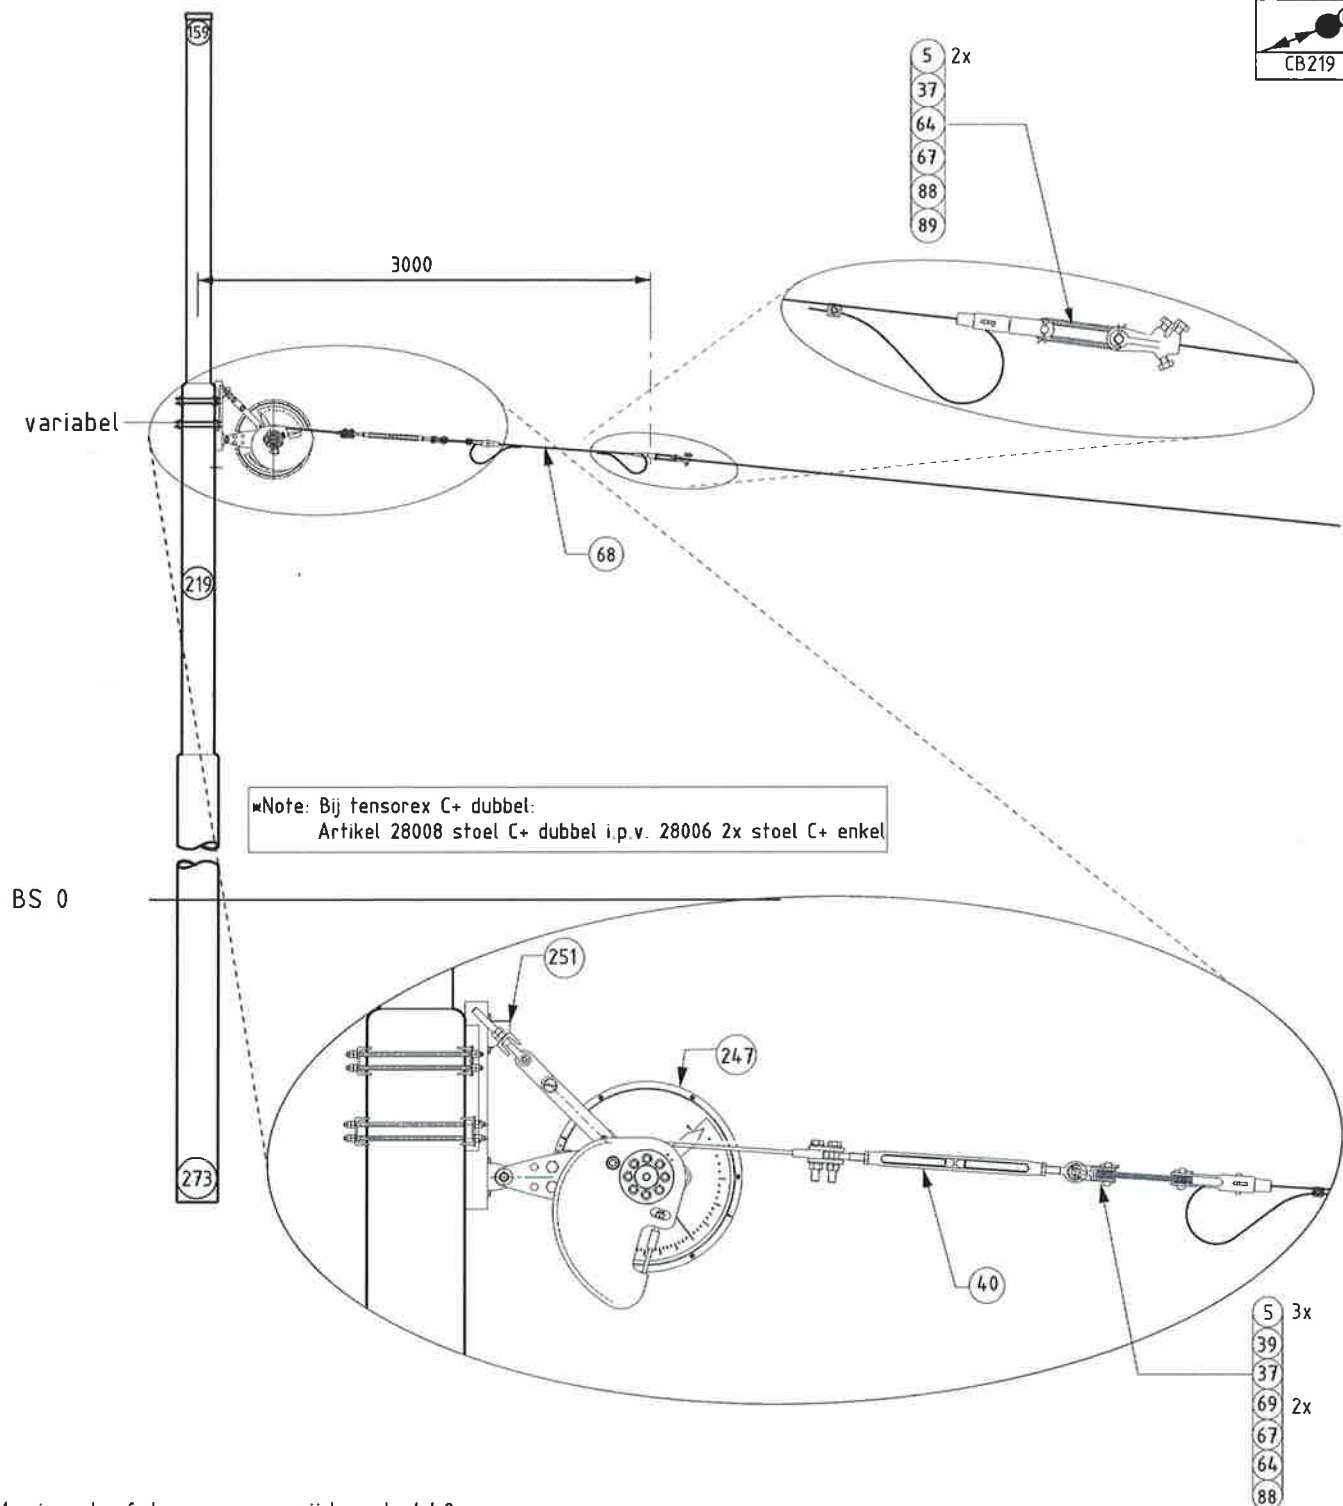 159
5 2x
37
64
67
88
89
CB219
3000
variabel
68
219
*Note: Bij tensorex C+ dubbel:
Artikel 28008 stoel C+ dubbel i.p.v. 28006 2x stoel C+ enkel
BS 0
251
247
273
40
5 3x
39
37
69 2x
67
64
88